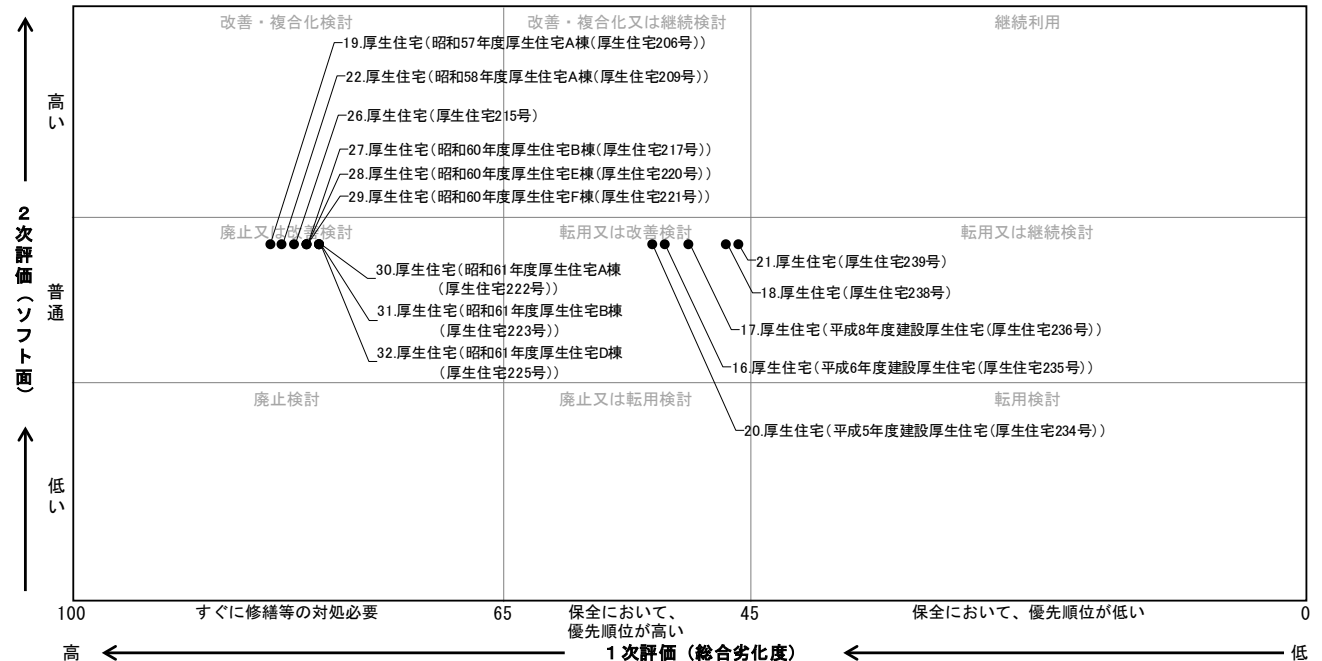 改善・複合化検討
改善・複合化又は継続検討
継続利用
19.厚生住宅(昭和57年度厚生住宅A棟(厚生住宅206号))
22.厚生住宅(昭和58年度厚生住宅A棟(厚生住宅209号))
26.厚生住宅(厚生住宅215号)
27.厚生住宅(昭和60年度厚生住宅B棟(厚生住宅217号))
28.厚生住宅(昭和60年度厚生住宅E棟(厚生住宅220号))
29.厚生住宅(昭和60年度厚生住宅F棟(厚生住宅221号))
高い
2次評価(ソフト面)
普通
低い
廃止又は改善検討
転用又は改善検討
転用又は継続検討
30.厚生住宅(昭和61年度厚生住宅A棟
(厚生住宅222号))
31.厚生住宅(昭和61年度厚生住宅B棟
(厚生住宅223号))
32.厚生住宅(昭和61年度厚生住宅D棟
(厚生住宅225号))
21.厚生住宅(厚生住宅239号)
18.厚生住宅(厚生住宅238号)
17.厚生住宅(平成8年度建設厚生住宅(厚生住宅236号))
16.厚生住宅(平成6年度建設厚生住宅(厚生住宅235号))
廃止検討
廃止又は転用検討
転用検討
20.厚生住宅(平成5年度建設厚生住宅(厚生住宅234号))
100
すぐに修繕等の対処必要
65
保全において、
優先順位が高い
45
保全において、優先順位が低い
0
高
1次評価(総合劣化度)
低